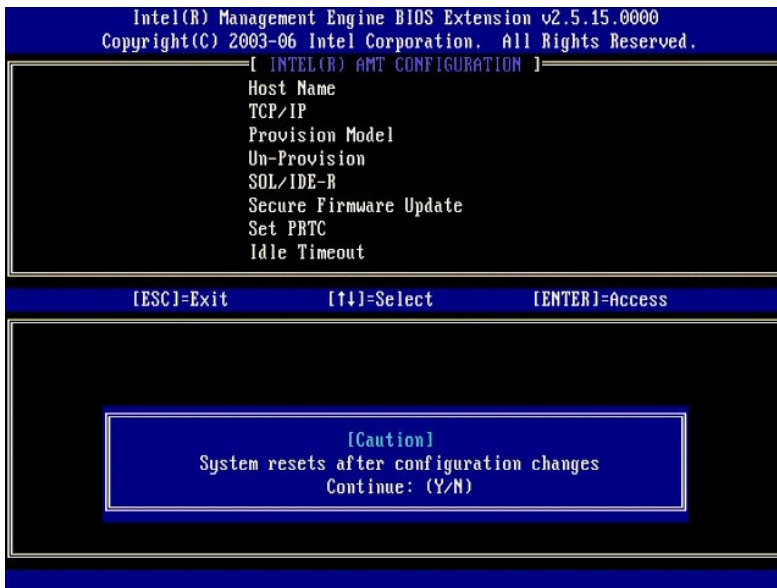 Intel(R) Management Engine BIOS Extension v2.5.15.0000
Copyright(C) 2003-06 Intel Corporation. All Rights Reserved.
[ INTEL(R) AMT CONFIGURATION ]
Host Name
TCP/IP
Provision Model
Un-Provision
SOL/IDE-R
Secure Firmware Update
Set PRTC
Idle Timeout
[ESC]=Exit [↑↓]=Select [ENTER]=Access
[Caution]
System resets after configuration changes
Continue: (Y/N)